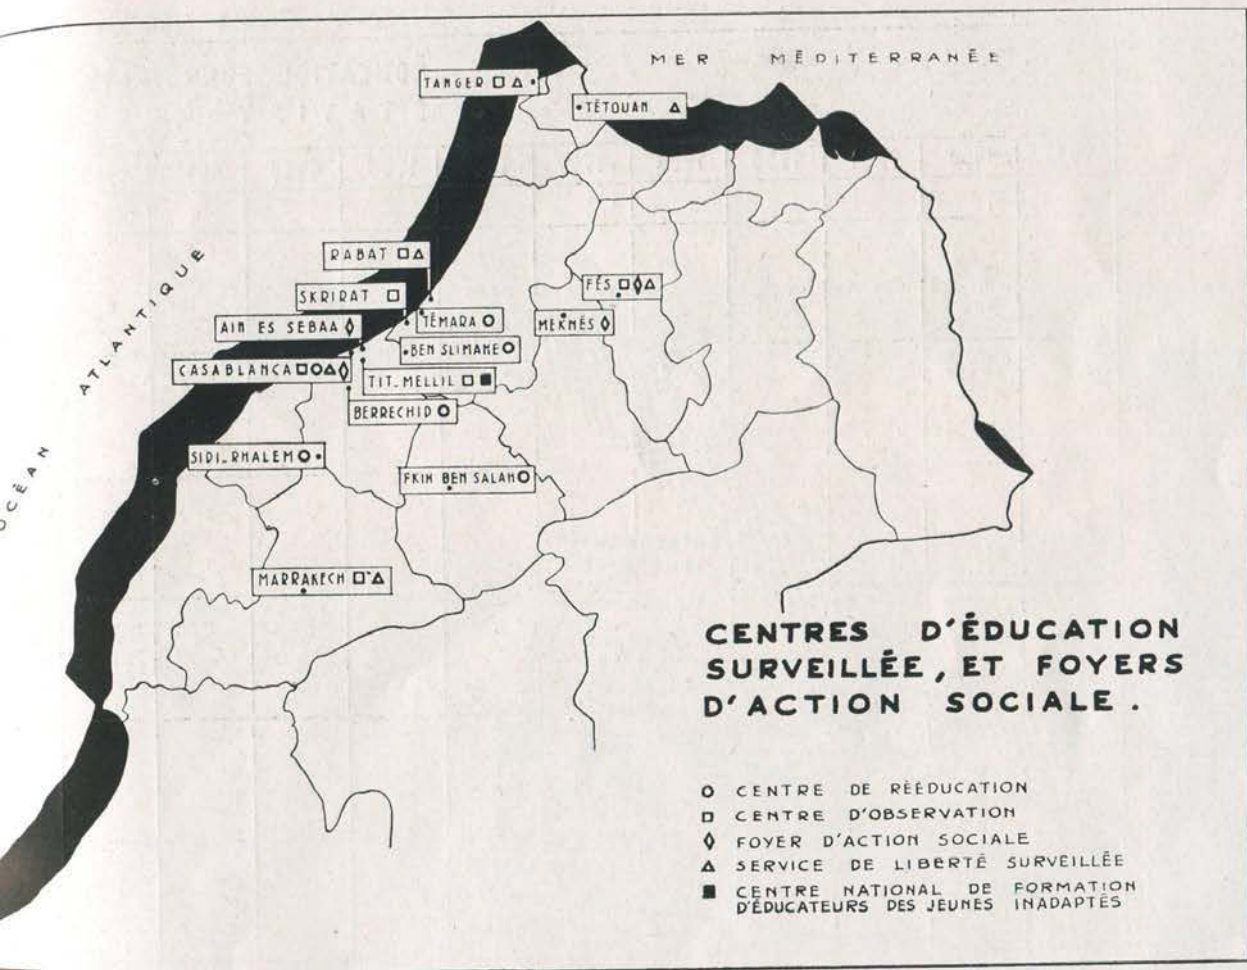 MER MÉDITERRANÉE
TANGER □ △
TÉTOUAN △
OCÉAN ATLANTIQUE
RABAT □ △
SKRIRAT □
AIN ES SEBAA ◊
CASABLANCA □ ○ △ ◊
TÉMARA ○
BEN SLIMANE ○
TIT_MELLIL □ ■
BERRECHID ○
FÉS □ ◊ △
MEKNÉS ◊
SIDI_RHALEM ○
FKIH BEN SALAH ○
MARRAKECH □ △
CENTRES D'ÉDUCATION
SURVEILLÉE, ET FOYERS
D'ACTION SOCIALE.
○ CENTRE DE RÉÉDUCATION
□ CENTRE D'OBSERVATION
◊ FOYER D'ACTION SOCIALE
△ SERVICE DE LIBERTÉ SURVEILLÉE
■ CENTRE NATIONAL DE FORMATION
D'ÉDUCATEURS DES JEUNES INADAPTÉS